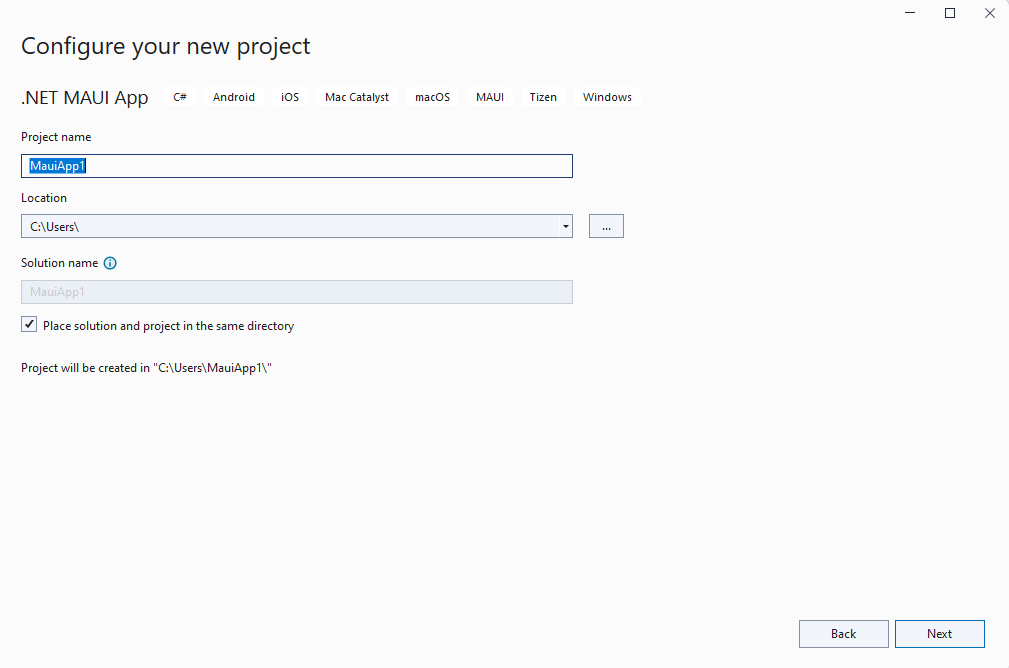 Configure your new project
.NET MAUI App C# Android iOS Mac Catalyst macOS MAUI Tizen Windows
Project name
MauiApp1
Location
C:\Users\
...
Solution name
MauiApp1
Place solution and project in the same directory
Project will be created in "C:\Users\MauiApp1\"
Back Next